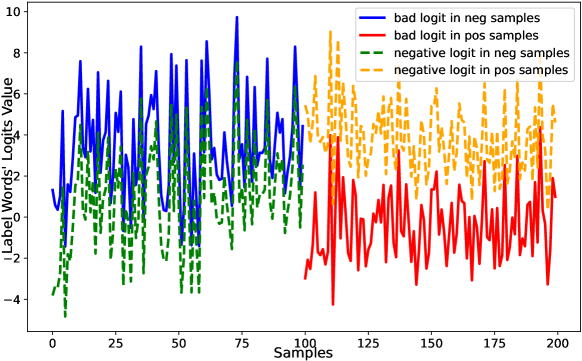 bad logit in neg samples
bad logit in pos samples
negative logit in neg samples
negative logit in pos samples
Label Words' Logits Value
10
8
6
4
2
0
−2
−4
0
25
50
75
100
125
150
175
200
Samples